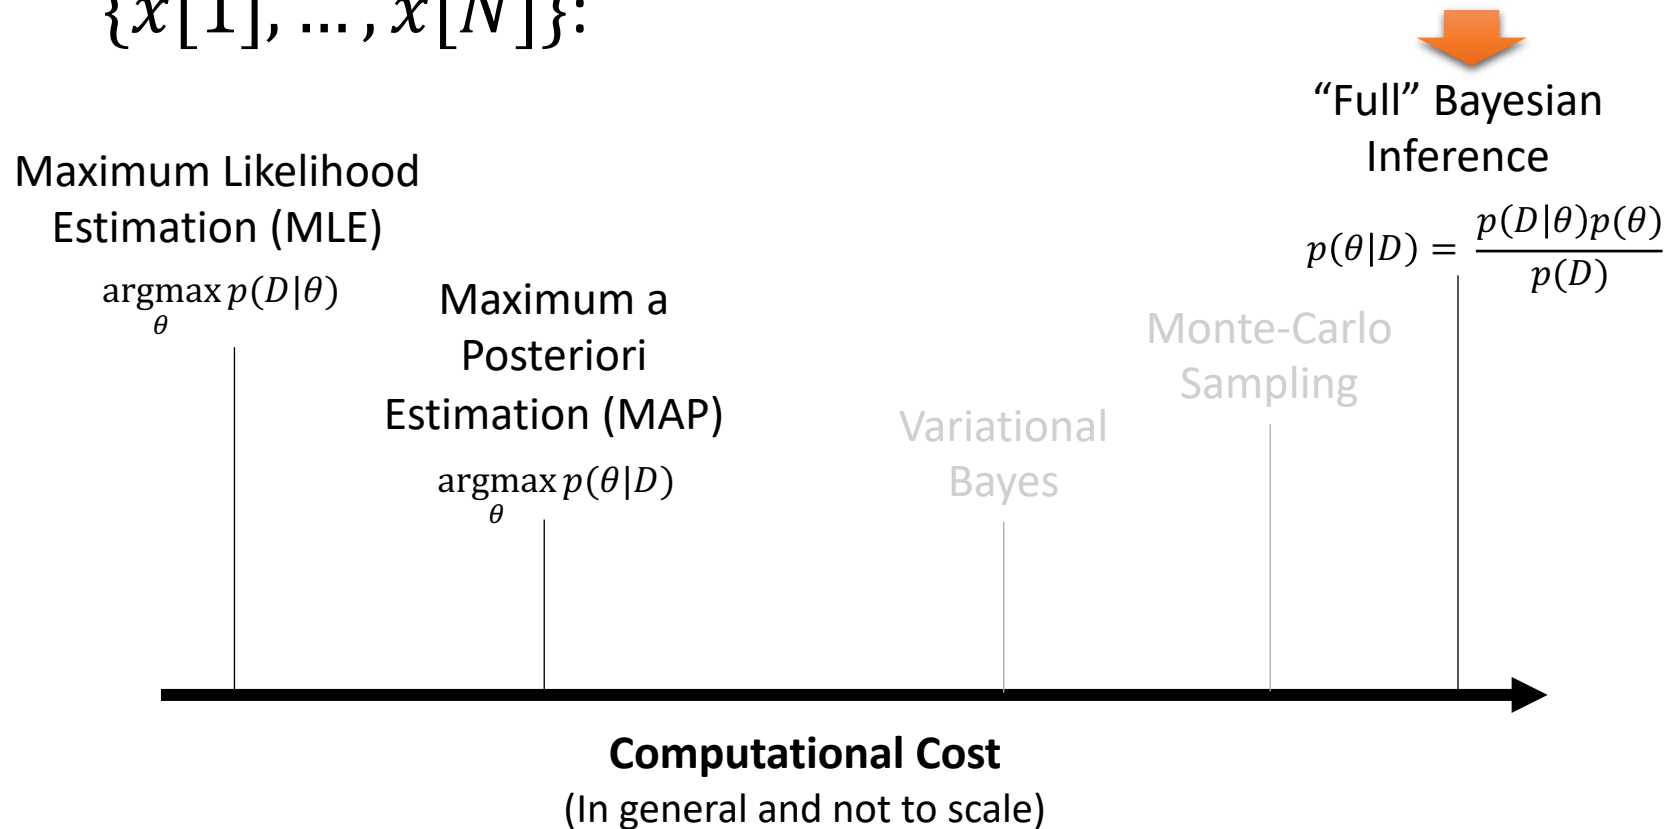 {x[1], … , x[N]}:
“Full” Bayesian
Inference
p(θ|D) = p(D|θ)p(θ) / p(D)
Maximum Likelihood
Estimation (MLE)
argmax p(D|θ)
θ
Maximum a
Posteriori
Estimation (MAP)
argmax p(θ|D)
θ
Variational
Bayes
Monte-Carlo
Sampling
Computational Cost
(In general and not to scale)